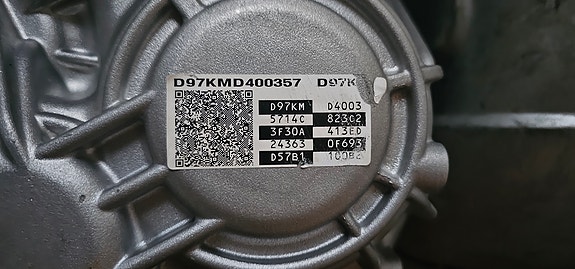 D97KMD400357 D97K
D97KM D4003
5714C 823C2
3F30A 413ED
24363 0F693
D57B1 100B2